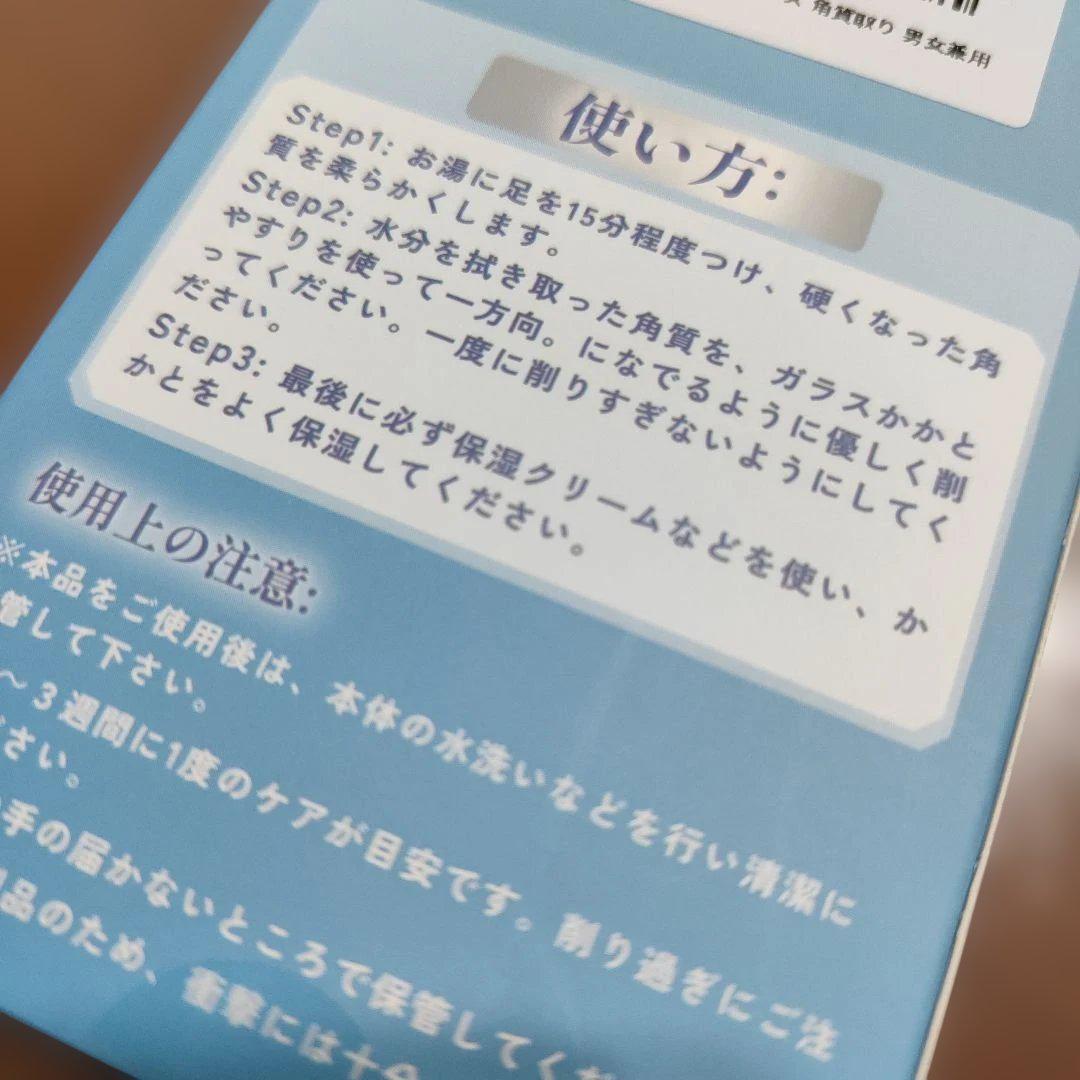 角質取り 男女兼用
使い方:
Step1: お湯に足を15分程度つけ、硬くなった角
質を柔らかくします。
Step2: 水分を拭き取った角質を、ガラスかかと
やすりを使って一方向。になでるように優しく削
ってください。一度に削りすぎないようにしてく
ださい。
Step3: 最後に必ず保湿クリームなどを使い、か
かとをよく保湿してください。
使用上の注意:
※本品をご使用後は、本体の水洗いなどを行い清潔に
管して下さい。
～3週間に1度のケアが目安です。削り過ぎにご注
さい。
手の届かないところで保管してくだ
品のため、衝撃には十分